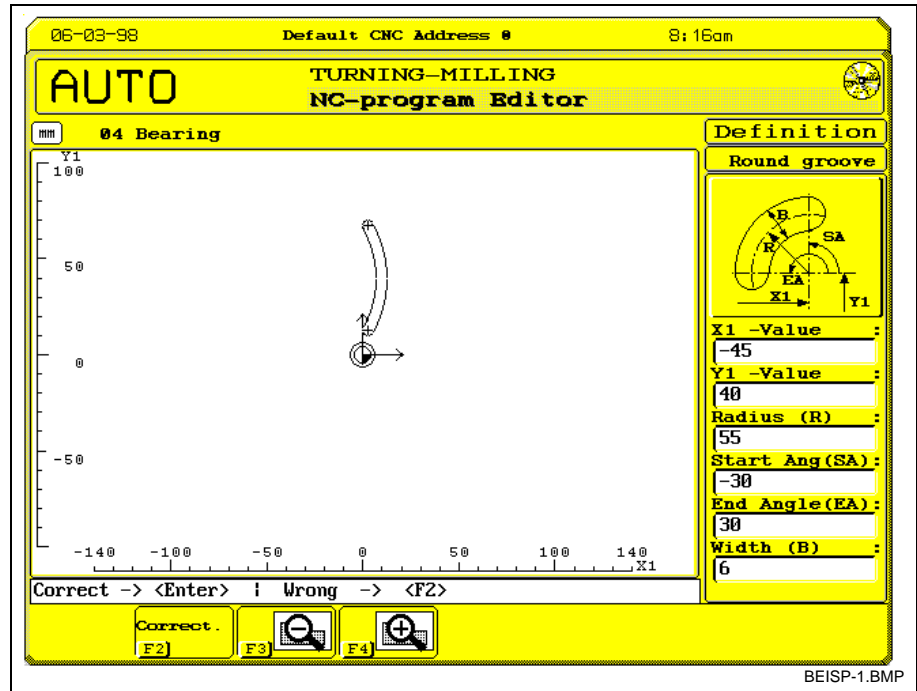 06-03-98 Default CNC Address 0 8:16am
AUTO
TURNING-MILLING
NC-program Editor
mm 04 Bearing
Definition
Round groove
Y1
100
50
0
-50
-140 -100 -50 0 50 100 140
X1
B
R
SA
EA
X1
Y1
X1 -Value :
-45
Y1 -Value :
40
Radius (R) :
55
Start Ang(SA):
-30
End Angle(EA):
30
Width (B) :
6
Correct -> <Enter> ¦ Wrong -> <F2>
Correct.
F2]
F3]
F4]
BEISP-1.BMP